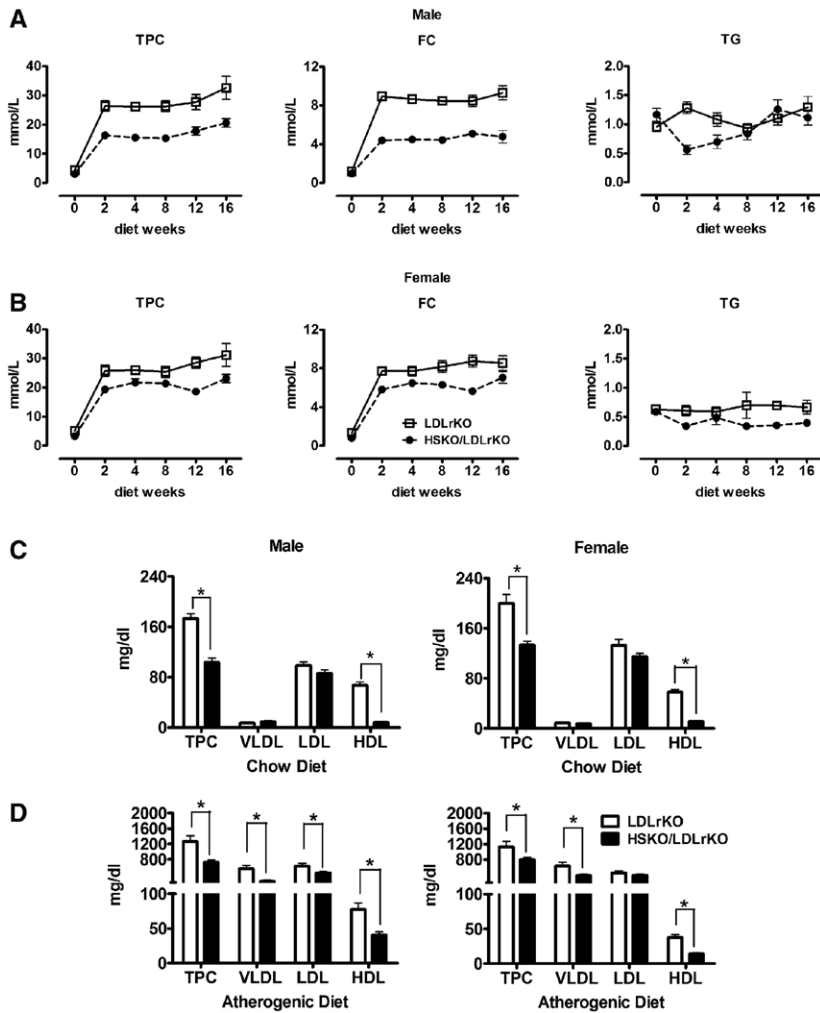 A
Male
TPC
FC
TG
mmol/L
40
30
20
10
0
0 2 4 8 12 16
diet weeks
mmol/L
12
8
4
0
0 2 4 8 12 16
diet weeks
mmol/L
2.0
1.5
1.0
0.5
0.0
0 2 4 8 12 16
diet weeks
B
Female
TPC
FC
TG
mmol/L
40
30
20
10
0
0 2 4 8 12 16
diet weeks
mmol/L
12
8
4
0
LDLrKO
HSKO/LDLrKO
0 2 4 8 12 16
diet weeks
mmol/L
2.0
1.5
1.0
0.5
0.0
0 2 4 8 12 16
diet weeks
C
Male
mg/dl
240
160
80
0
* *
TPC VLDL LDL HDL
Chow Diet
Female
mg/dl
240
160
80
0
* *
TPC VLDL LDL HDL
Chow Diet
D
mg/dl
2000
1600
1200
800
100
50
0
* * * *
TPC VLDL LDL HDL
Atherogenic Diet
mg/dl
2000
1600
1200
800
100
50
0
* * *
LDLrKO
HSKO/LDLrKO
TPC VLDL LDL HDL
Atherogenic Diet